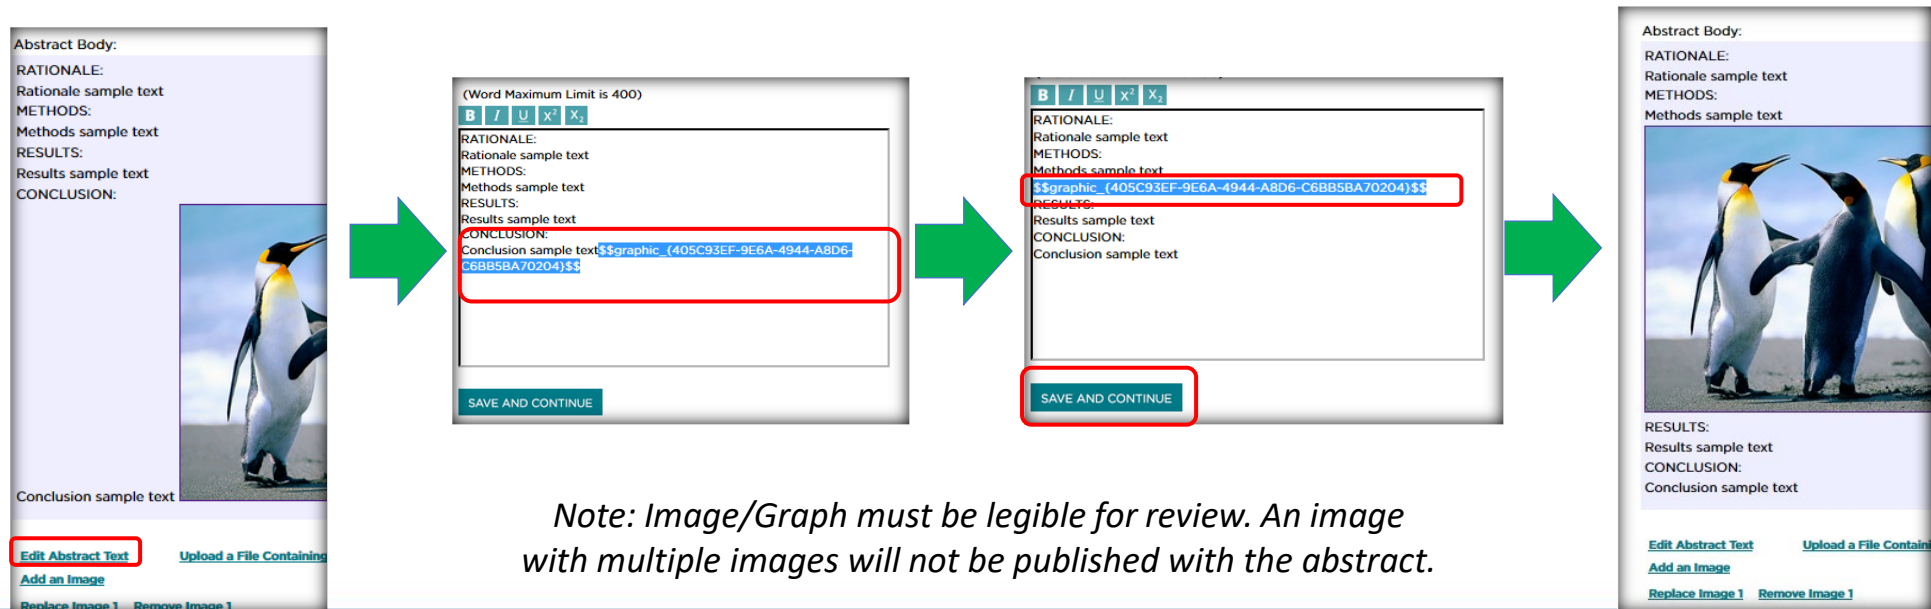 Abstract Body:
RATIONALE:
Rationale sample text
METHODS:
Methods sample text
RESULTS:
Results sample text
CONCLUSION:
Conclusion sample text
Edit Abstract Text Upload a File Containing
Add an Image
Replace Image 1 Remove Image 1
(Word Maximum Limit is 400)
B I U X² X₂
RATIONALE:
Rationale sample text
METHODS:
Methods sample text
RESULTS:
Results sample text
CONCLUSION:
Conclusion sample text$$graphic_{405C93EF-9E6A-4944-A8D6-
C6BB5BA70204}$$
SAVE AND CONTINUE
B I U X² X₂
RATIONALE:
Rationale sample text
METHODS:
Methods sample text
$$graphic_{405C93EF-9E6A-4944-A8D6-C6BB5BA70204}$$
RESULTS:
Results sample text
CONCLUSION:
Conclusion sample text
SAVE AND CONTINUE
Abstract Body:
RATIONALE:
Rationale sample text
METHODS:
Methods sample text
RESULTS:
Results sample text
CONCLUSION:
Conclusion sample text
Edit Abstract Text Upload a File Containi
Add an Image
Replace Image 1 Remove Image 1
Note: Image/Graph must be legible for review. An image
with multiple images will not be published with the abstract.